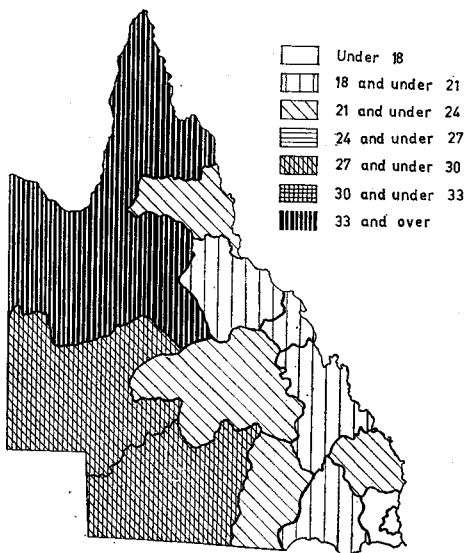 Under 18
18 and under 21
21 and under 24
24 and under 27
27 and under 30
30 and under 33
33 and over